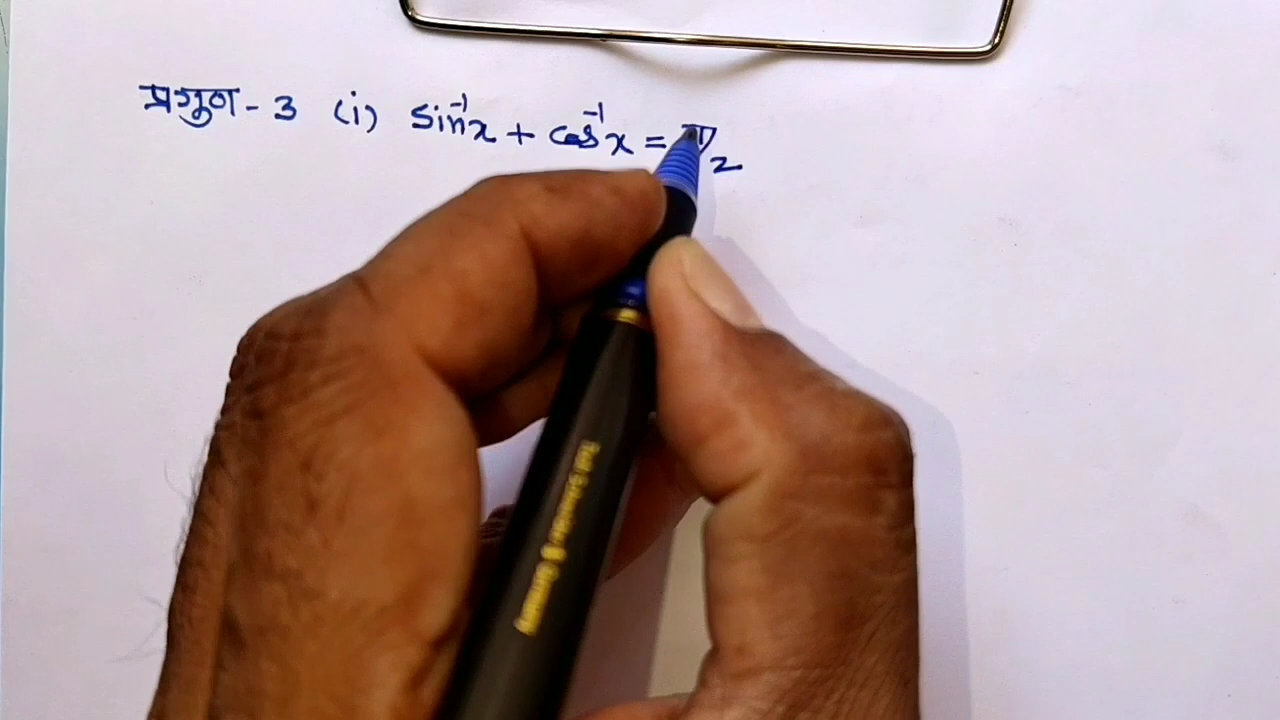 प्रगुण - 3 (i) sin⁻¹x + cos⁻¹x = π/2